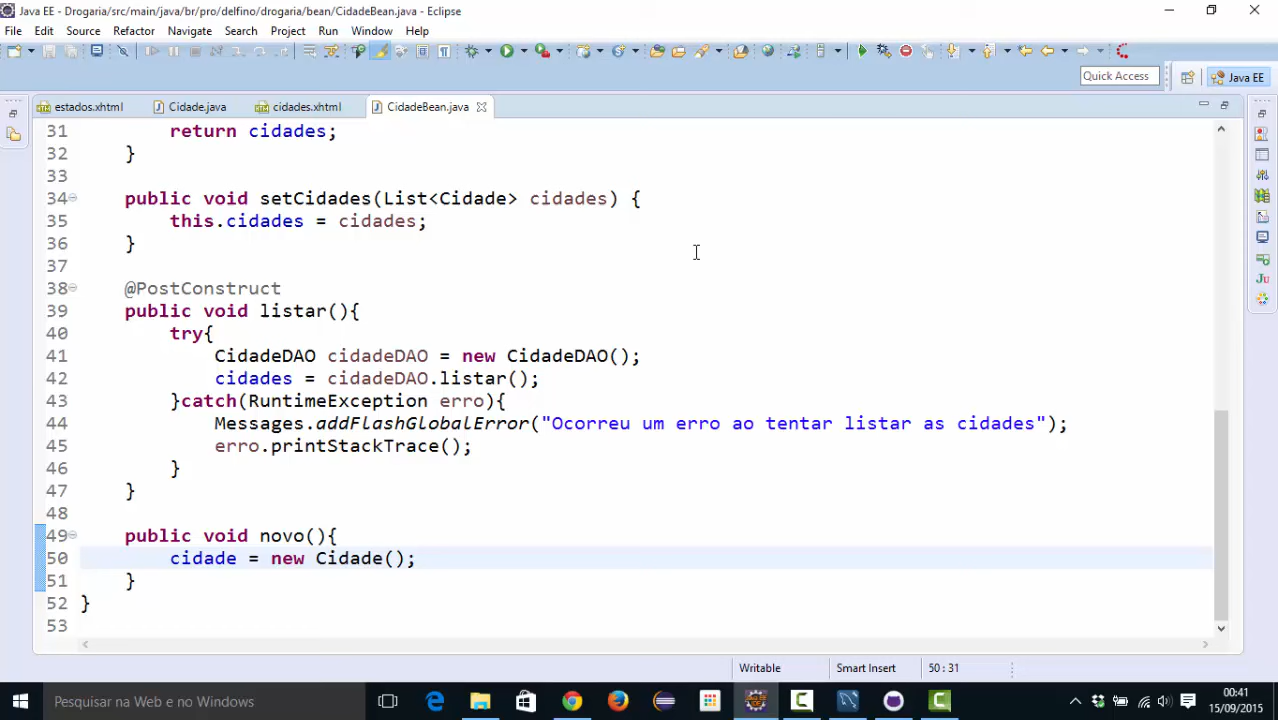 Java EE - Drogaria/src/main/java/br/pro/delfino/drogaria/bean/CidadeBean.java - Eclipse
File Edit Source Refactor Navigate Search Project Run Window Help
Quick Access
Java EE
estados.xhtml
Cidade.java
cidades.xhtml
CidadeBean.java
31 return cidades;
32 }
33
34 public void setCidades(List<Cidade> cidades) {
35 this.cidades = cidades;
36 }
37
38 @PostConstruct
39 public void listar(){
40 try{
41 CidadeDAO cidadeDAO = new CidadeDAO();
42 cidades = cidadeDAO.listar();
43 }catch(RuntimeException erro){
44 Messages.addFlashGlobalError("Ocorreu um erro ao tentar listar as cidades");
45 erro.printStackTrace();
46 }
47 }
48
49 public void novo(){
50 cidade = new Cidade();
51 }
52 }
53
Writable
Smart Insert
50 : 31
Pesquisar na Web e no Windows
00:41
15/09/2015